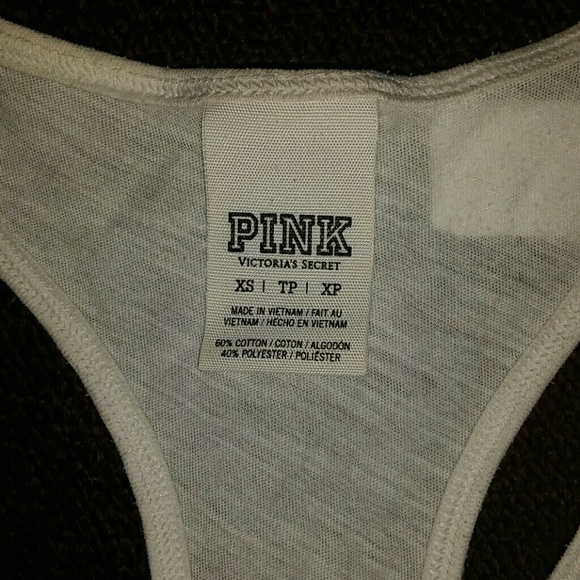 PINK
VICTORIA'S SECRET
XS | TP | XP
MADE IN VIETNAM / FAIT AU
VIETNAM / HECHO EN VIETNAM
60% COTTON / COTON / ALGODÓN
40% POLYESTER / POLIÉSTER